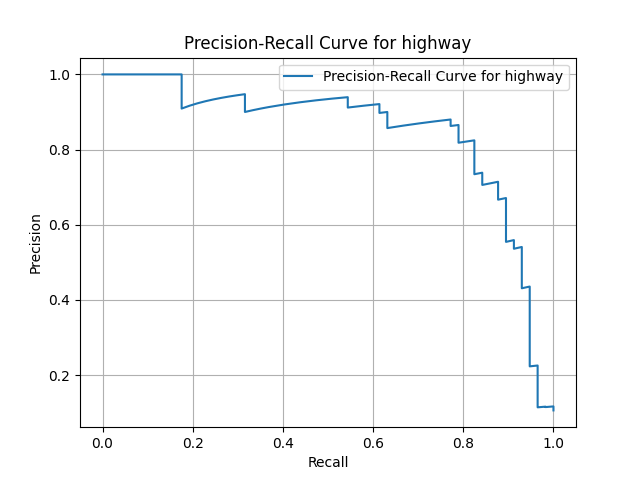 Precision-Recall Curve for highway
Precision-Recall Curve for highway
1.0
0.8
0.6
0.4
0.2
Precision
0.0 0.2 0.4 0.6 0.8 1.0
Recall